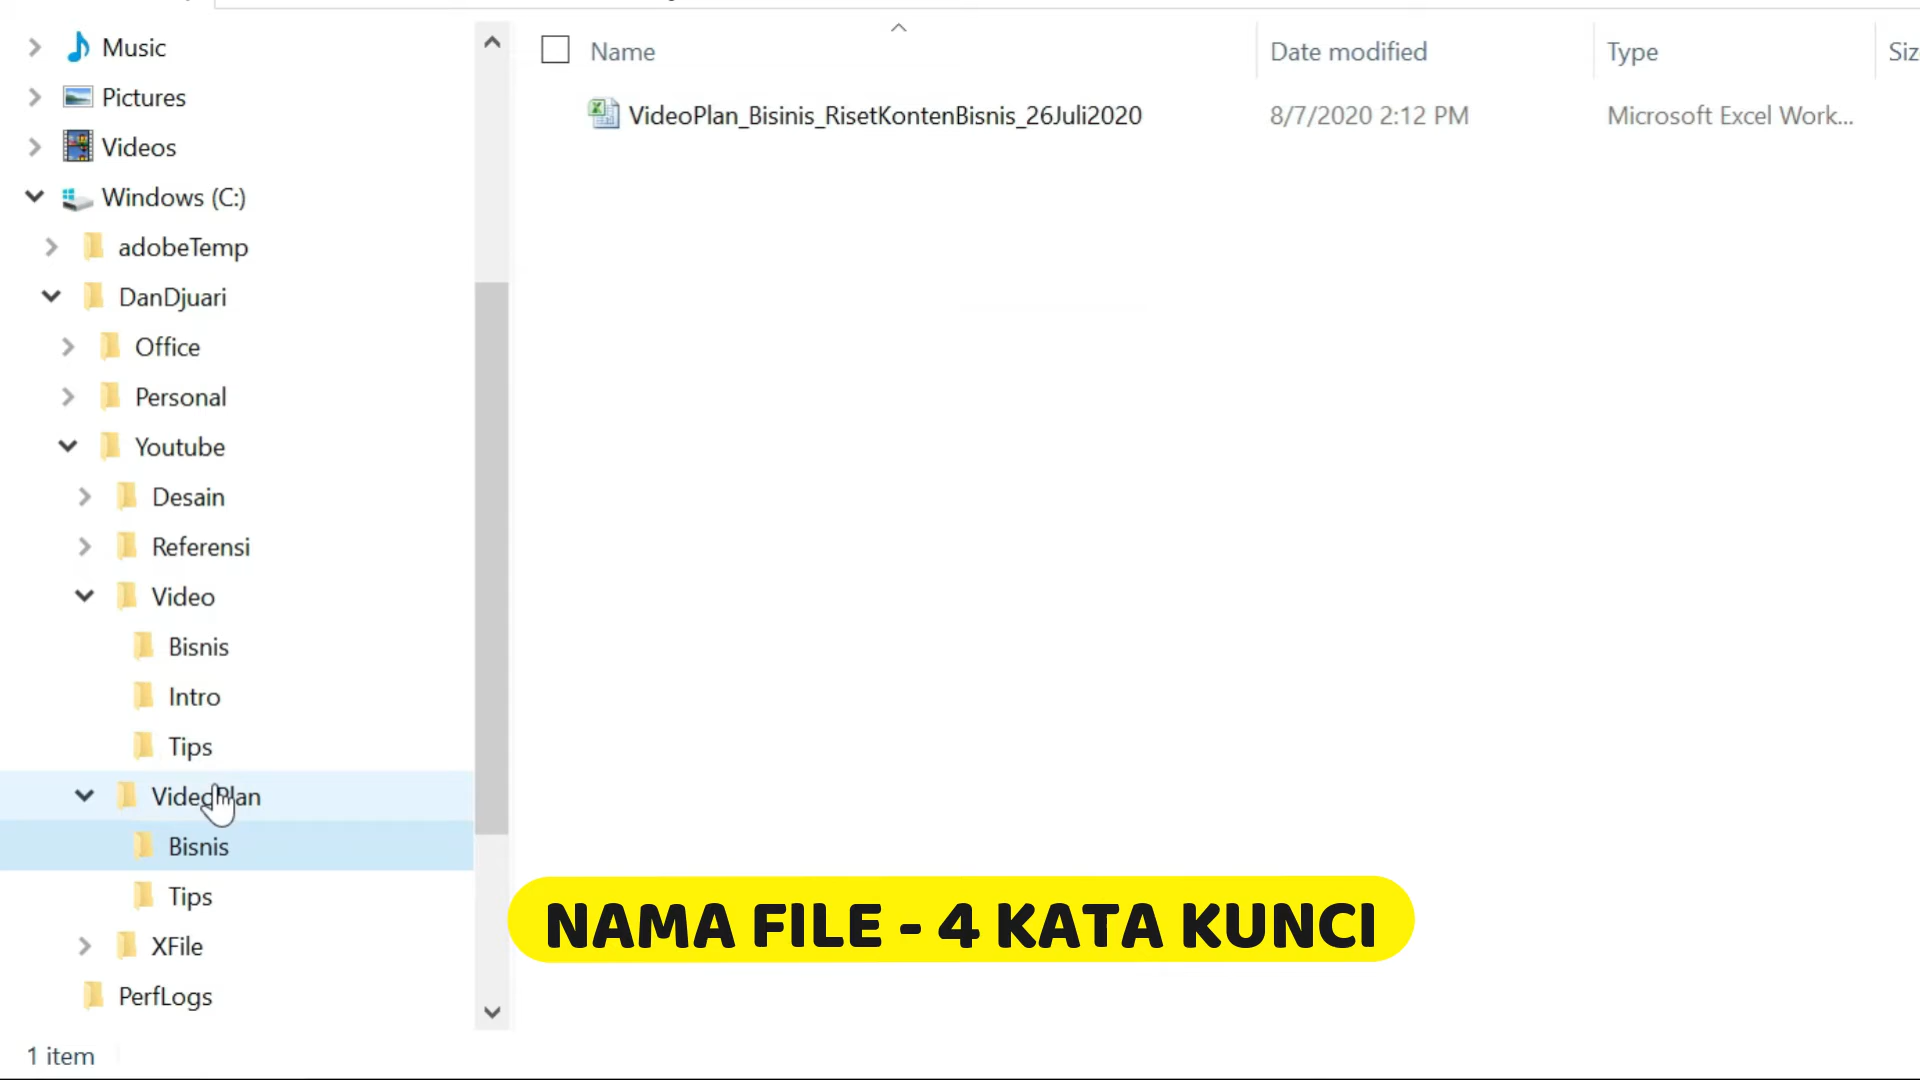 Music
Pictures
Videos
Windows (C:)
adobeTemp
DanDjuari
Office
Personal
Youtube
Desain
Referensi
Video
Bisnis
Intro
Tips
VideoPlan
Bisnis
Tips
XFile
PerfLogs
1 item
Name Date modified Type Siz
VideoPlan_Bisinis_RisetKontenBisnis_26Juli2020 8/7/2020 2:12 PM Microsoft Excel Work...
NAMA FILE - 4 KATA KUNCI